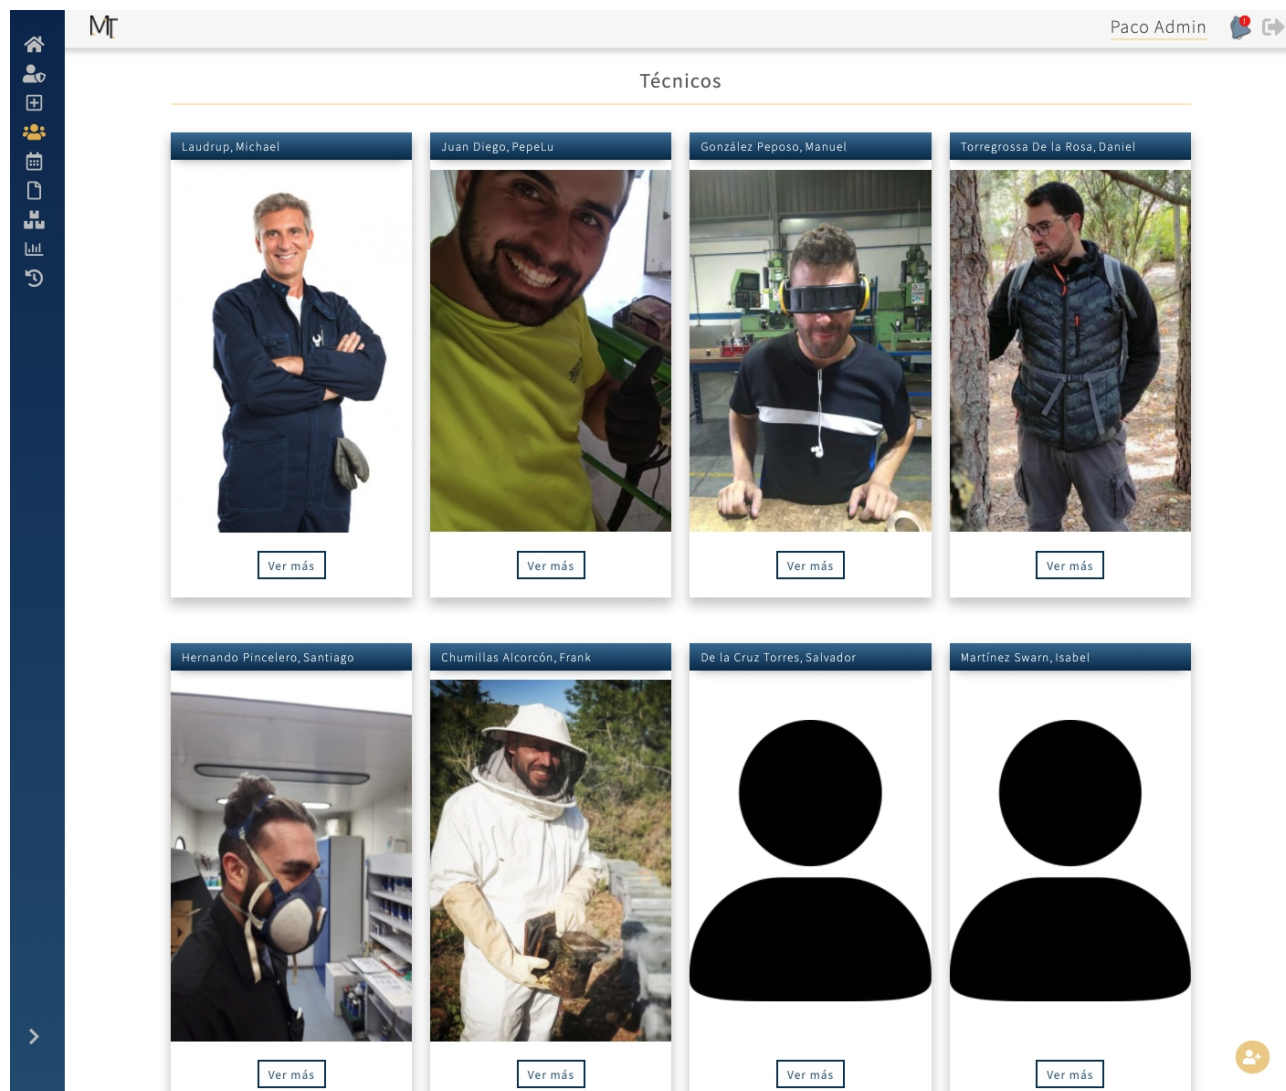 MT
Paco Admin
Técnicos
Laudrup, Michael
Juan Diego, PepeLu
González Peposo, Manuel
Torregrossa De la Rosa, Daniel
Ver más
Ver más
Ver más
Ver más
Hernando Pincelero, Santiago
Chumillas Alcorcón, Frank
De la Cruz Torres, Salvador
Martínez Swarn, Isabel
Ver más
Ver más
Ver más
Ver más